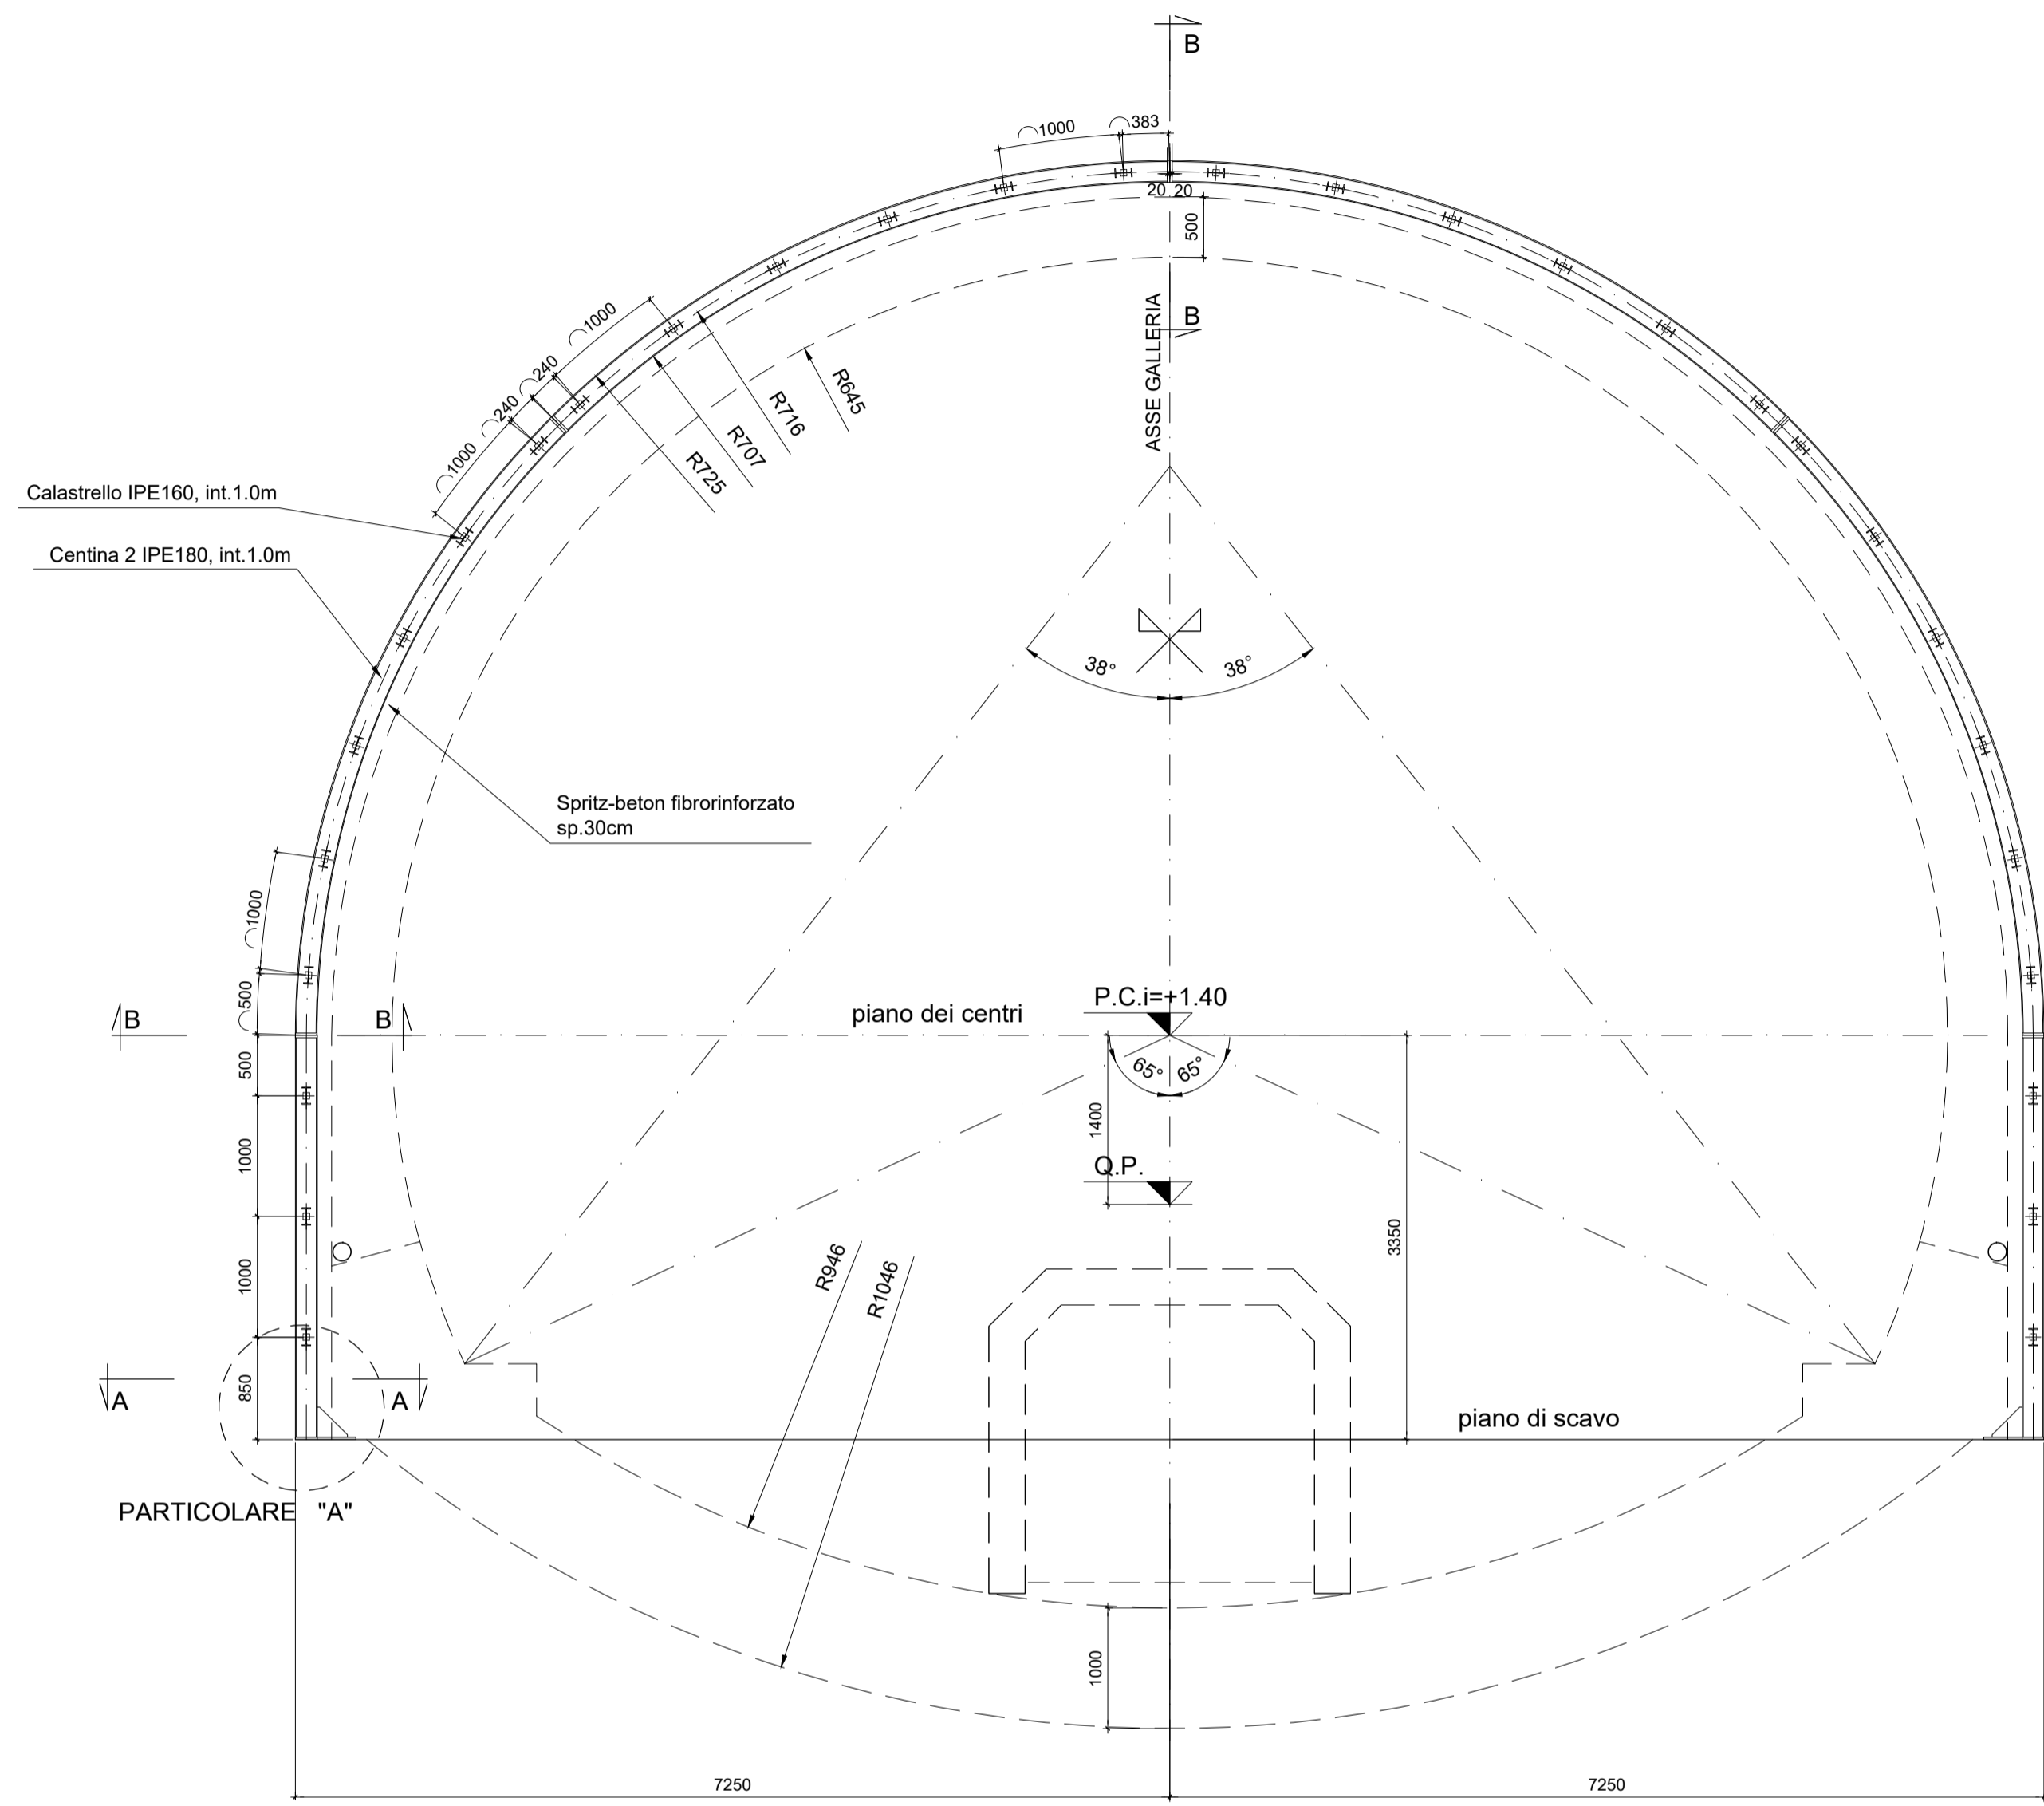 B
1000
383
20 20
500
ASSE GALLERIA
B
1000
240
240
1000
R645
R716
R707
R725
Calastrello IPE160, int.1.0m
Centina 2 IPE180, int.1.0m
38°
38°
Spritz-beton fibrorinforzato
sp.30cm
1000
500
B
B
piano dei centri
P.C.i=+1.40
65°
65°
500
1400
1000
Q.P.
3350
1000
R946
R1046
850
A
A
piano di scavo
PARTICOLARE "A"
1000
7250
7250